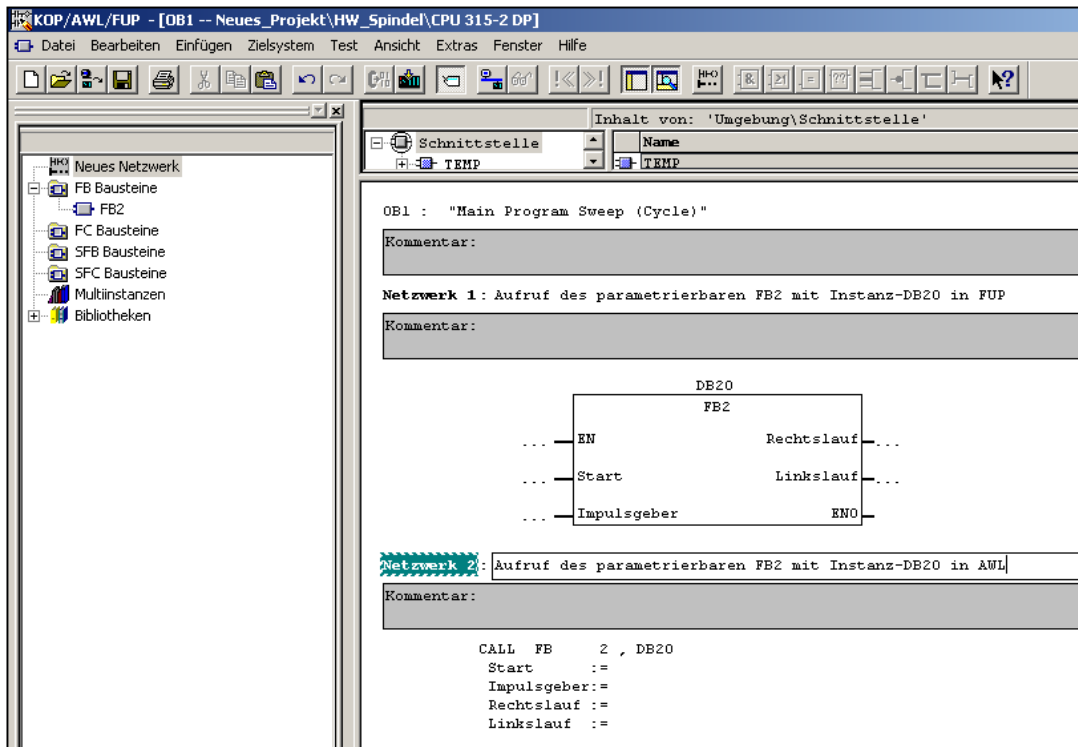 KOP/AWL/FUP - [OB1 -- Neues_Projekt\HW_Spindel\CPU 315-2 DP]
Datei Bearbeiten Einfügen Zielsystem Test Ansicht Extras Fenster Hilfe
Neues Netzwerk
FB Bausteine
FB2
FC Bausteine
SFB Bausteine
SFC Bausteine
Multiinstanzen
Bibliotheken
Inhalt von: 'Umgebung\Schnittstelle'
Schnittstelle
TEMP
Name
TEMP
OB1 : "Main Program Sweep (Cycle)"
Kommentar:
Netzwerk 1: Aufruf des parametrierbaren FB2 mit Instanz-DB20 in FUP
Kommentar:
DB20
FB2
... EN Rechtslauf ...
... Start Linkslauf ...
... Impulsgeber ENO
Netzwerk 2: Aufruf des parametrierbaren FB2 mit Instanz-DB20 in AWL
Kommentar:
CALL FB 2 , DB20
Start :=
Impulsgeber:=
Rechtslauf :=
Linkslauf :=